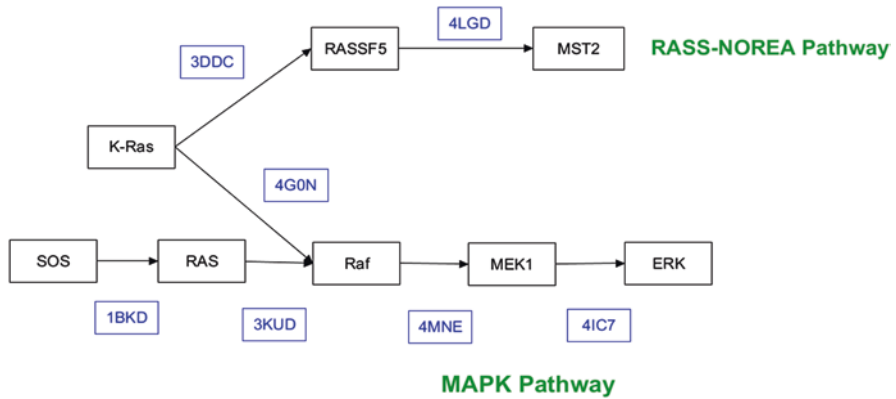 4LGD
RASSF5
MST2
RASS-NOREA Pathway
3DDC
K-Ras
4G0N
SOS
RAS
Raf
MEK1
ERK
1BKD
3KUD
4MNE
4IC7
MAPK Pathway